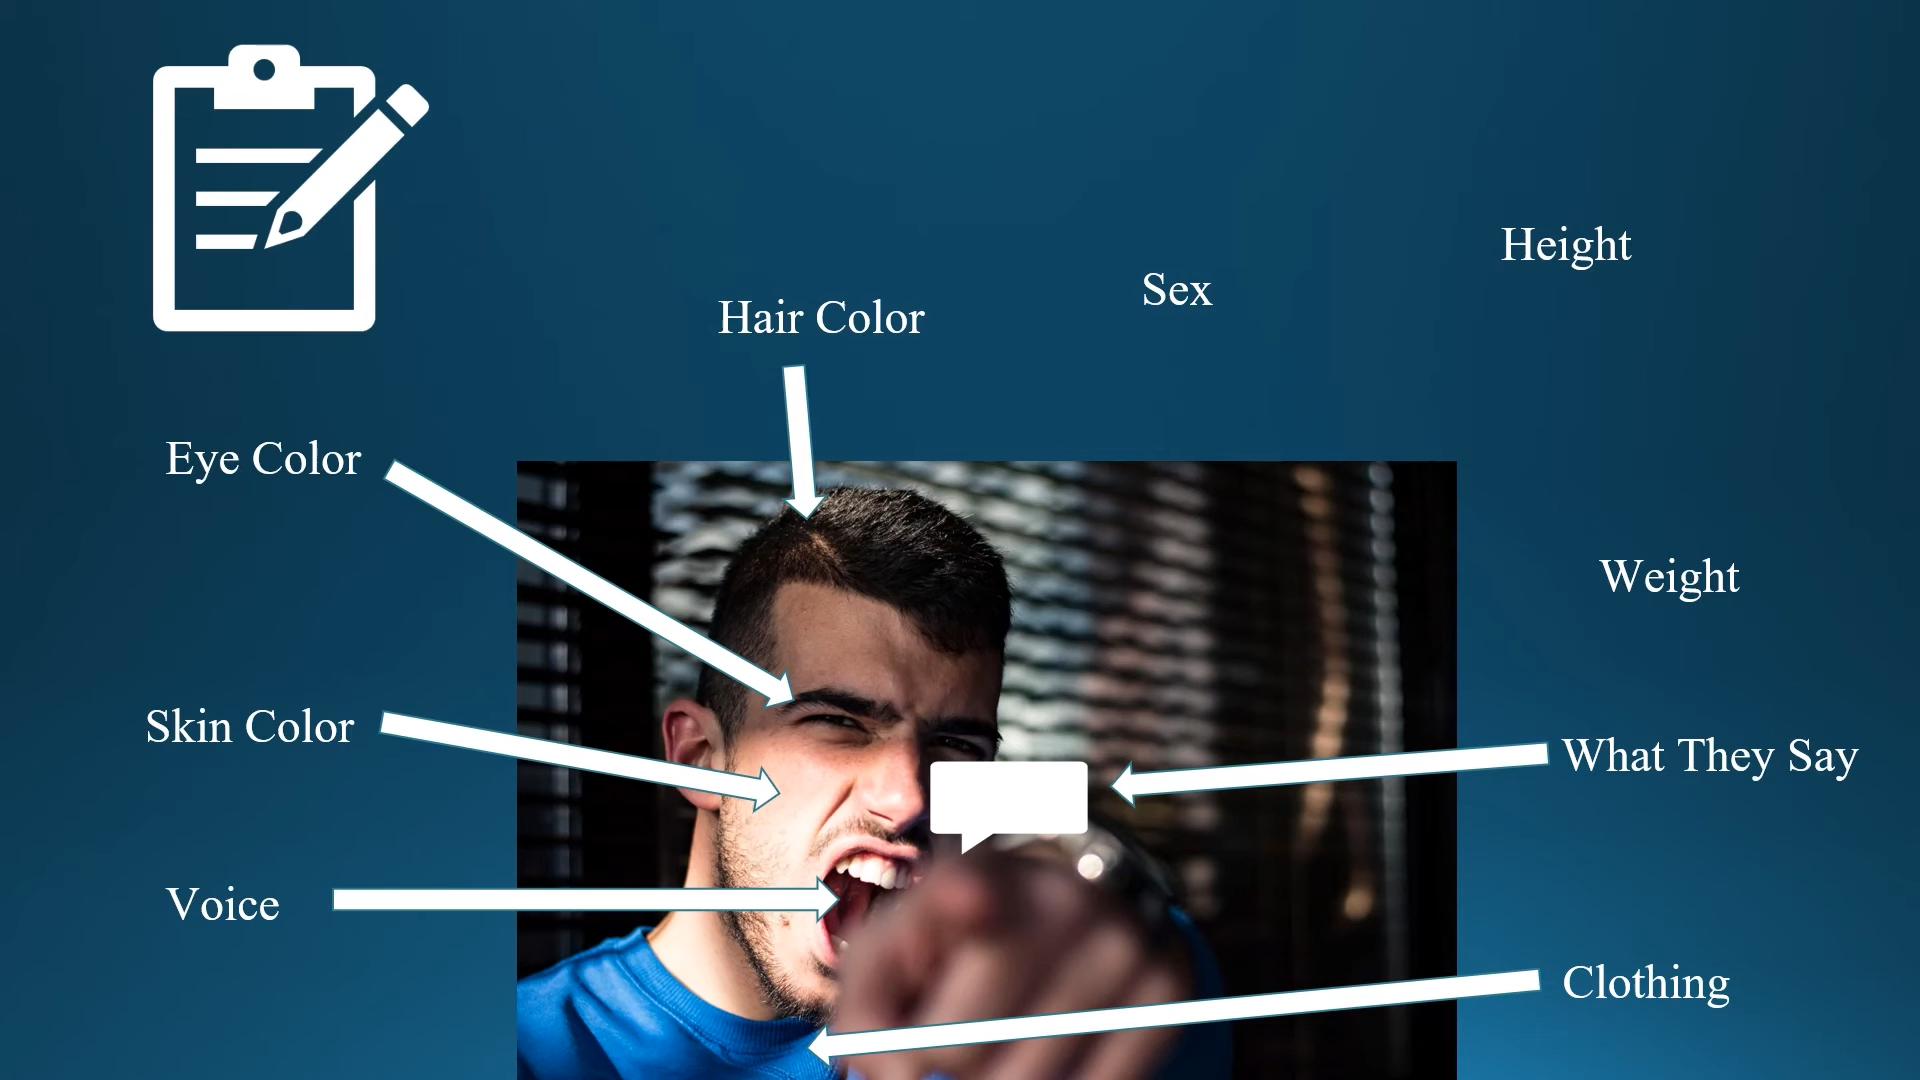 Height
Sex
Hair Color
Eye Color
Weight
Skin Color
What They Say
Voice
Clothing